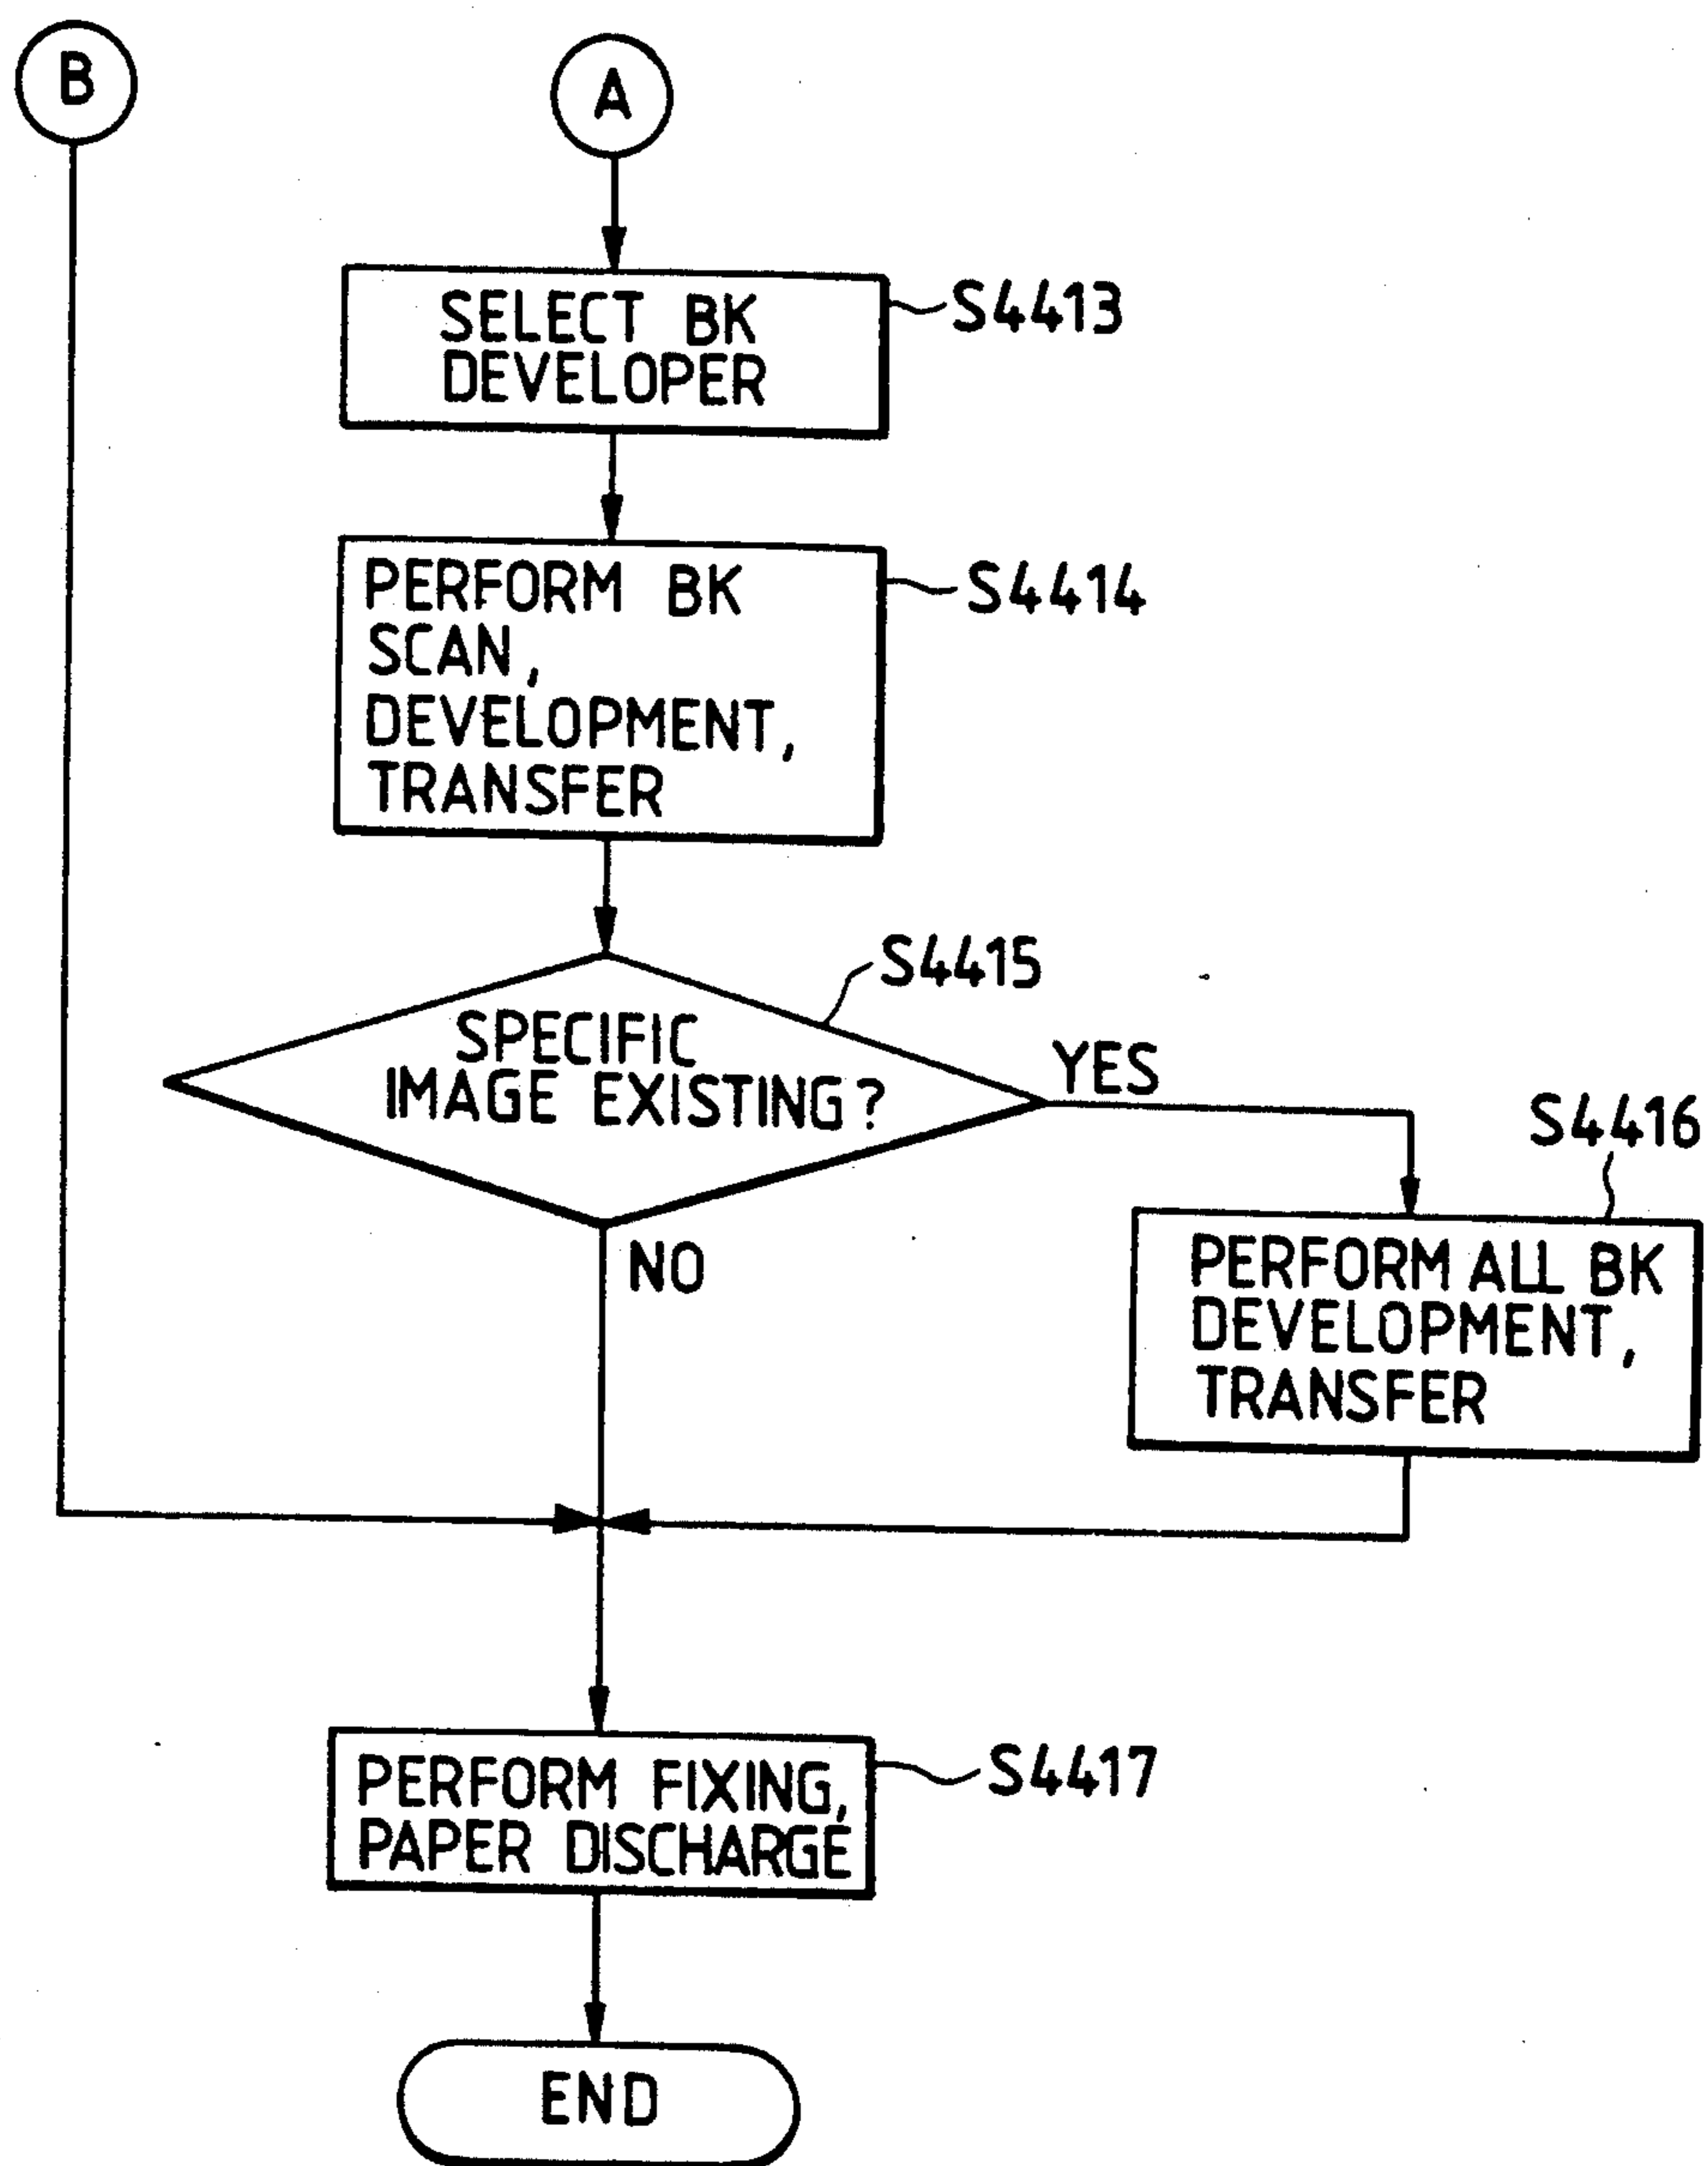 B
A
SELECT BK
DEVELOPER
S4413
PERFORM BK
SCAN,
DEVELOPMENT,
TRANSFER
S4414
S4415
SPECIFIC
IMAGE EXISTING?
YES
NO
S4416
PERFORM ALL BK
DEVELOPMENT,
TRANSFER
PERFORM FIXING,
PAPER DISCHARGE
S4417
END